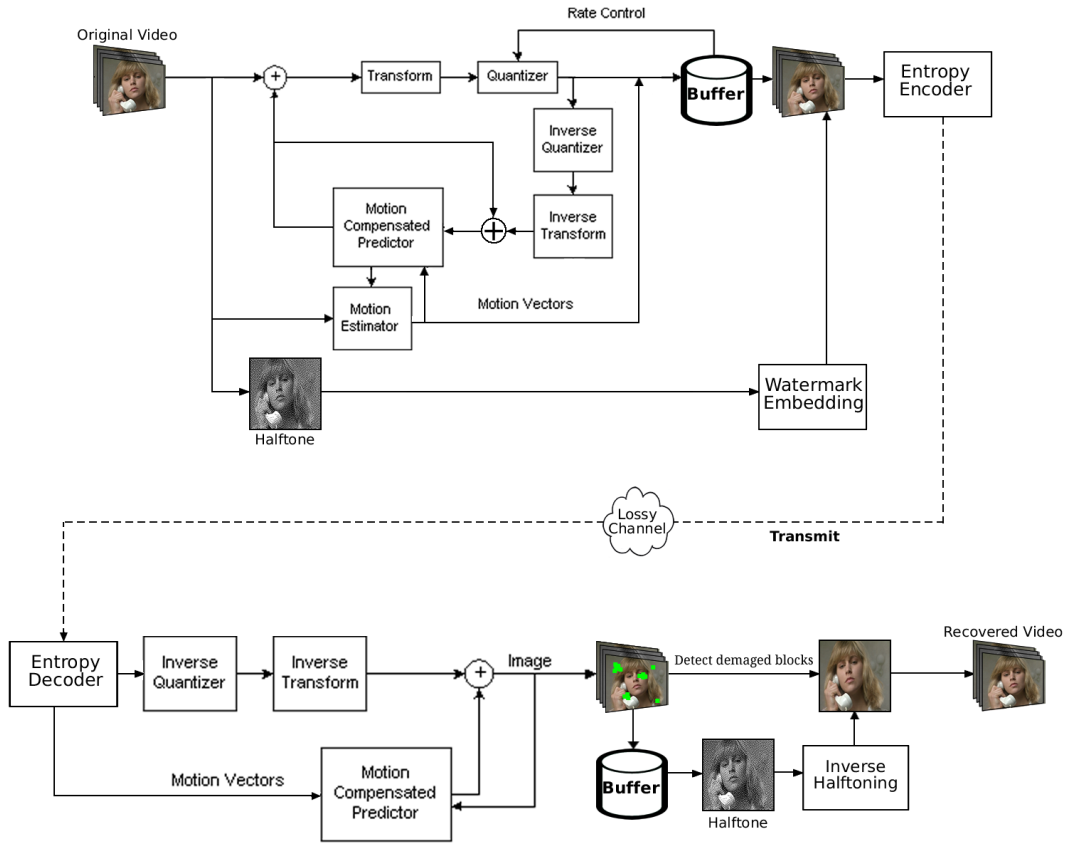 Rate Control
Original Video
+
Transform
Quantizer
Buffer
Entropy
Encoder
Inverse
Quantizer
Motion
Compensated
Predictor
+
Inverse
Transform
Motion
Estimator
Motion Vectors
Watermark
Embedding
Halftone
Lossy
Channel
Transmit
Recovered Video
Entropy
Decoder
Inverse
Quantizer
Inverse
Transform
+
Image
Detect demaged blocks
Motion Vectors
Motion
Compensated
Predictor
Buffer
Halftone
Inverse
Halftoning